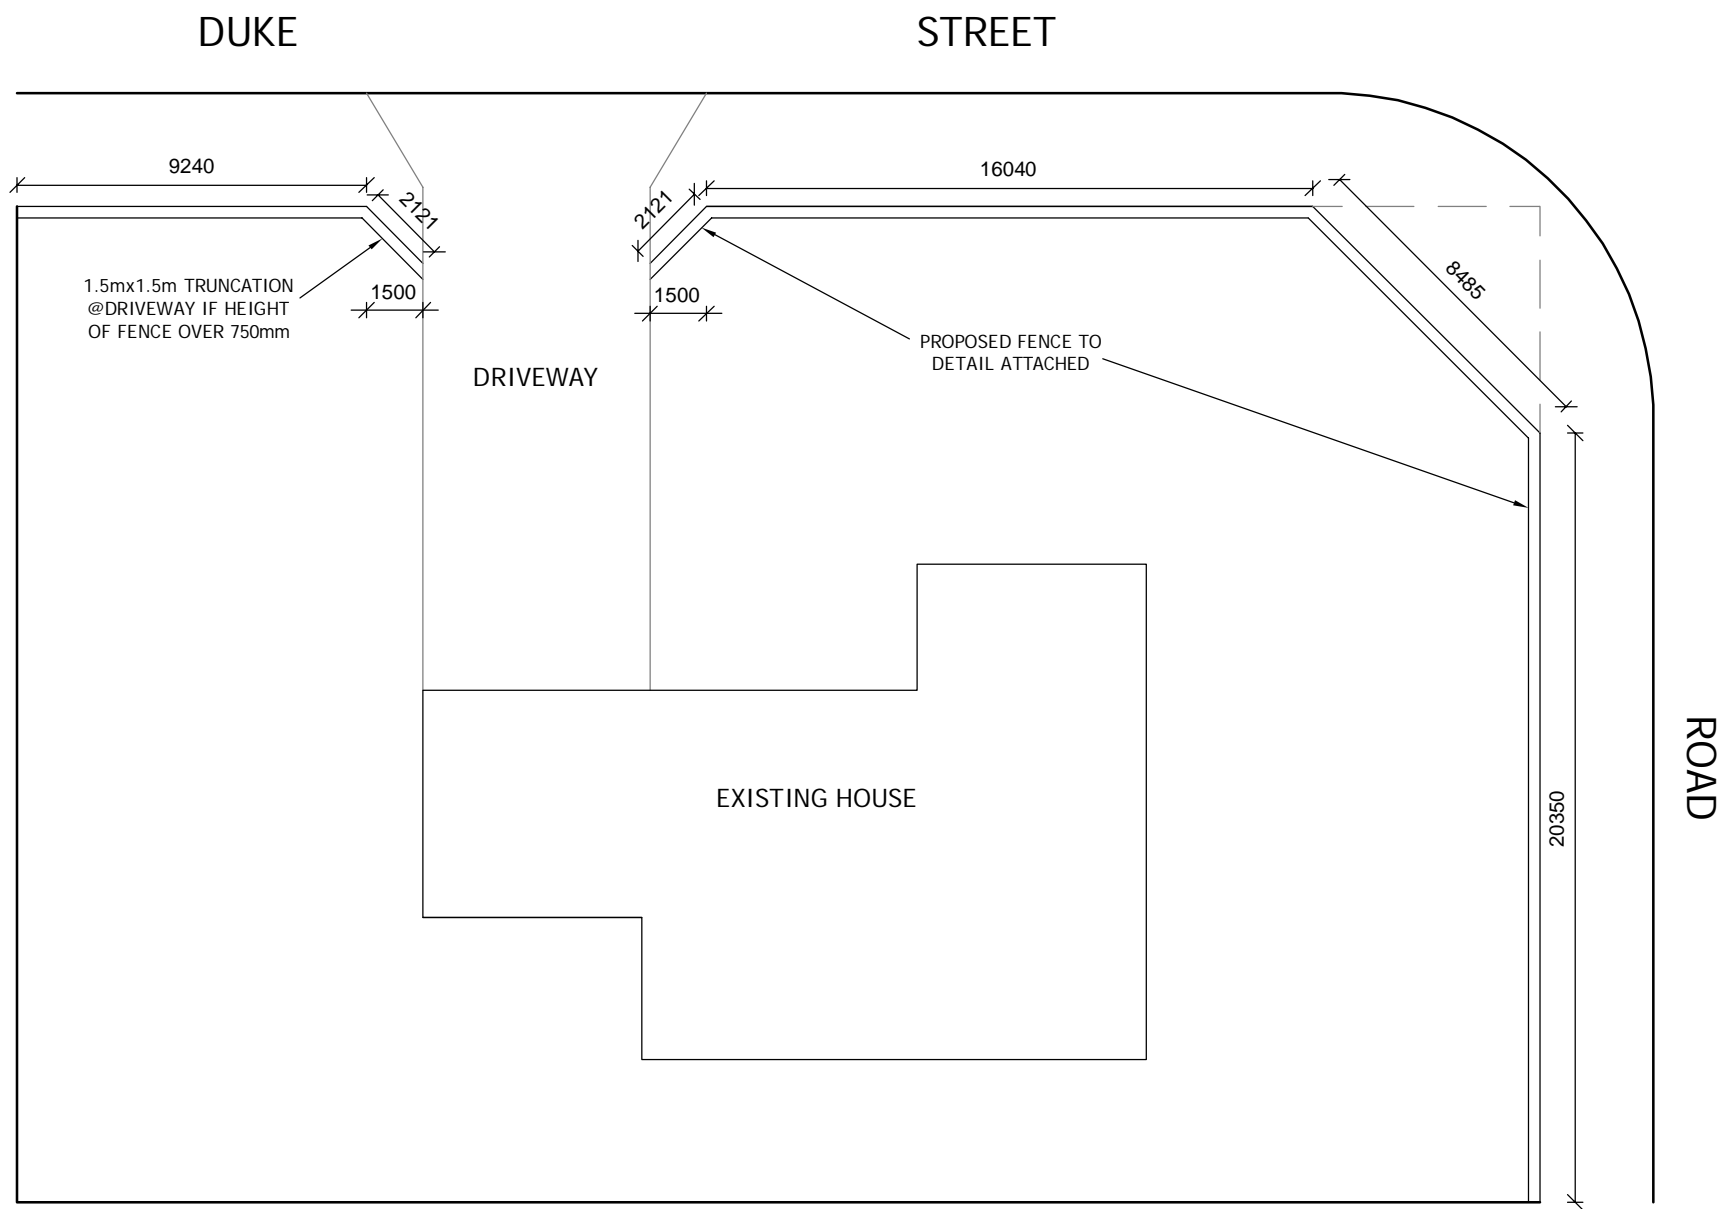 DUKE STREET
9240
2121
2121
16040
8485
1.5mx1.5m TRUNCATION
@DRIVEWAY IF HEIGHT
OF FENCE OVER 750mm
1500
1500
PROPOSED FENCE TO
DETAIL ATTACHED
DRIVEWAY
EXISTING HOUSE
20350
ROAD